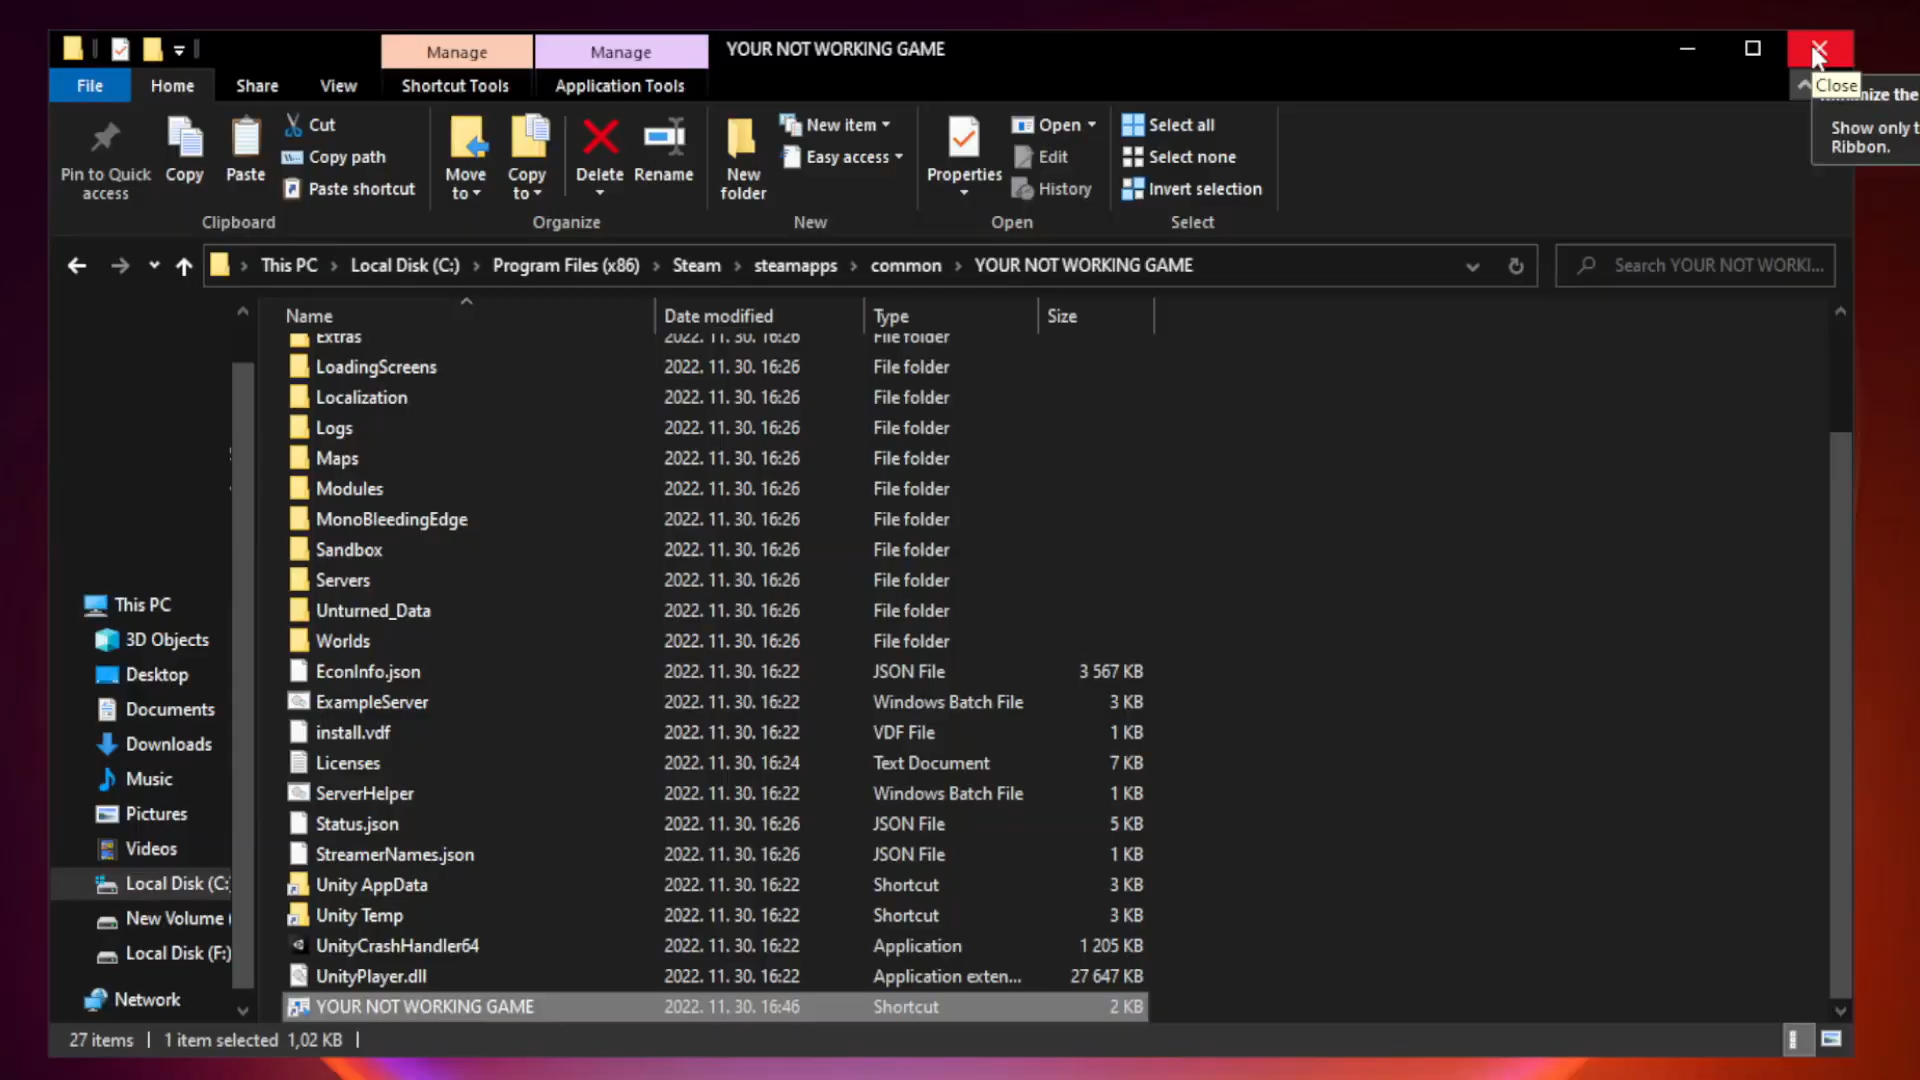 Manage
Manage
YOUR NOT WORKING GAME
File
Home
Share
View
Shortcut Tools
Application Tools
Close
Show only t
Ribbon.
Pin to Quick
access
Copy
Paste
Cut
Copy path
Paste shortcut
Move
to
Copy
to
Delete
Rename
New
folder
New item
Easy access
Properties
Open
Edit
History
Select all
Select none
Invert selection
Clipboard
Organize
New
Open
Select
This PC > Local Disk (C:) > Program Files (x86) > Steam > steamapps > common > YOUR NOT WORKING GAME
Search YOUR NOT WORKI...
Name Date modified Type Size
Extras 2022. 11. 30. 16:26 File folder
LoadingScreens 2022. 11. 30. 16:26 File folder
Localization 2022. 11. 30. 16:26 File folder
Logs 2022. 11. 30. 16:26 File folder
Maps 2022. 11. 30. 16:26 File folder
Modules 2022. 11. 30. 16:26 File folder
MonoBleedingEdge 2022. 11. 30. 16:26 File folder
Sandbox 2022. 11. 30. 16:26 File folder
Servers 2022. 11. 30. 16:26 File folder
Unturned_Data 2022. 11. 30. 16:26 File folder
Worlds 2022. 11. 30. 16:26 File folder
EconInfo.json 2022. 11. 30. 16:22 JSON File 3 567 KB
ExampleServer 2022. 11. 30. 16:22 Windows Batch File 3 KB
install.vdf 2022. 11. 30. 16:22 VDF File 1 KB
Licenses 2022. 11. 30. 16:24 Text Document 7 KB
ServerHelper 2022. 11. 30. 16:22 Windows Batch File 1 KB
Status.json 2022. 11. 30. 16:26 JSON File 5 KB
StreamerNames.json 2022. 11. 30. 16:26 JSON File 1 KB
Unity AppData 2022. 11. 30. 16:22 Shortcut 3 KB
Unity Temp 2022. 11. 30. 16:22 Shortcut 3 KB
UnityCrashHandler64 2022. 11. 30. 16:22 Application 1 205 KB
UnityPlayer.dll 2022. 11. 30. 16:22 Application exten... 27 647 KB
YOUR NOT WORKING GAME 2022. 11. 30. 16:46 Shortcut 2 KB
This PC
3D Objects
Desktop
Documents
Downloads
Music
Pictures
Videos
Local Disk (C:
New Volume (
Local Disk (F:)
Network
27 items
1 item selected 1,02 KB